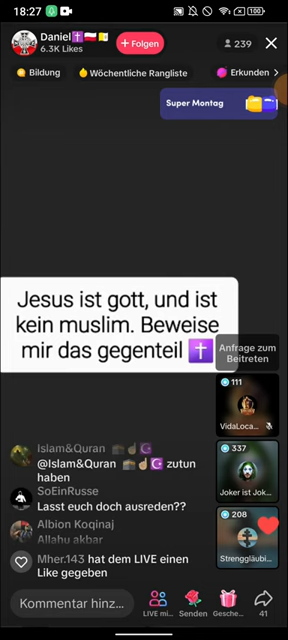 18:27
Daniel✝️🇵🇱🇻🇦
6.3K Likes
+ Folgen
239
Bildung
Wöchentliche Rangliste
Erkunden
Super Montag
Jesus ist gott, und ist
kein muslim. Beweise
mir das gegenteil ✝️
Anfrage zum
Beitreten
111
VidaLoca...
337
Joker ist Jok...
208
Strenggläubi...
Islam&Quran 🕋☝️☪️
@Islam&Quran 🕋☝️☪️ zutun
haben
SoEinRusse
Lasst euch doch ausreden??
Albion Koqinaj
Allahu akbar
Mher.143 hat dem LIVE einen
Like gegeben
Kommentar hinz...
LIVE mi...
Senden
Gesche...
41